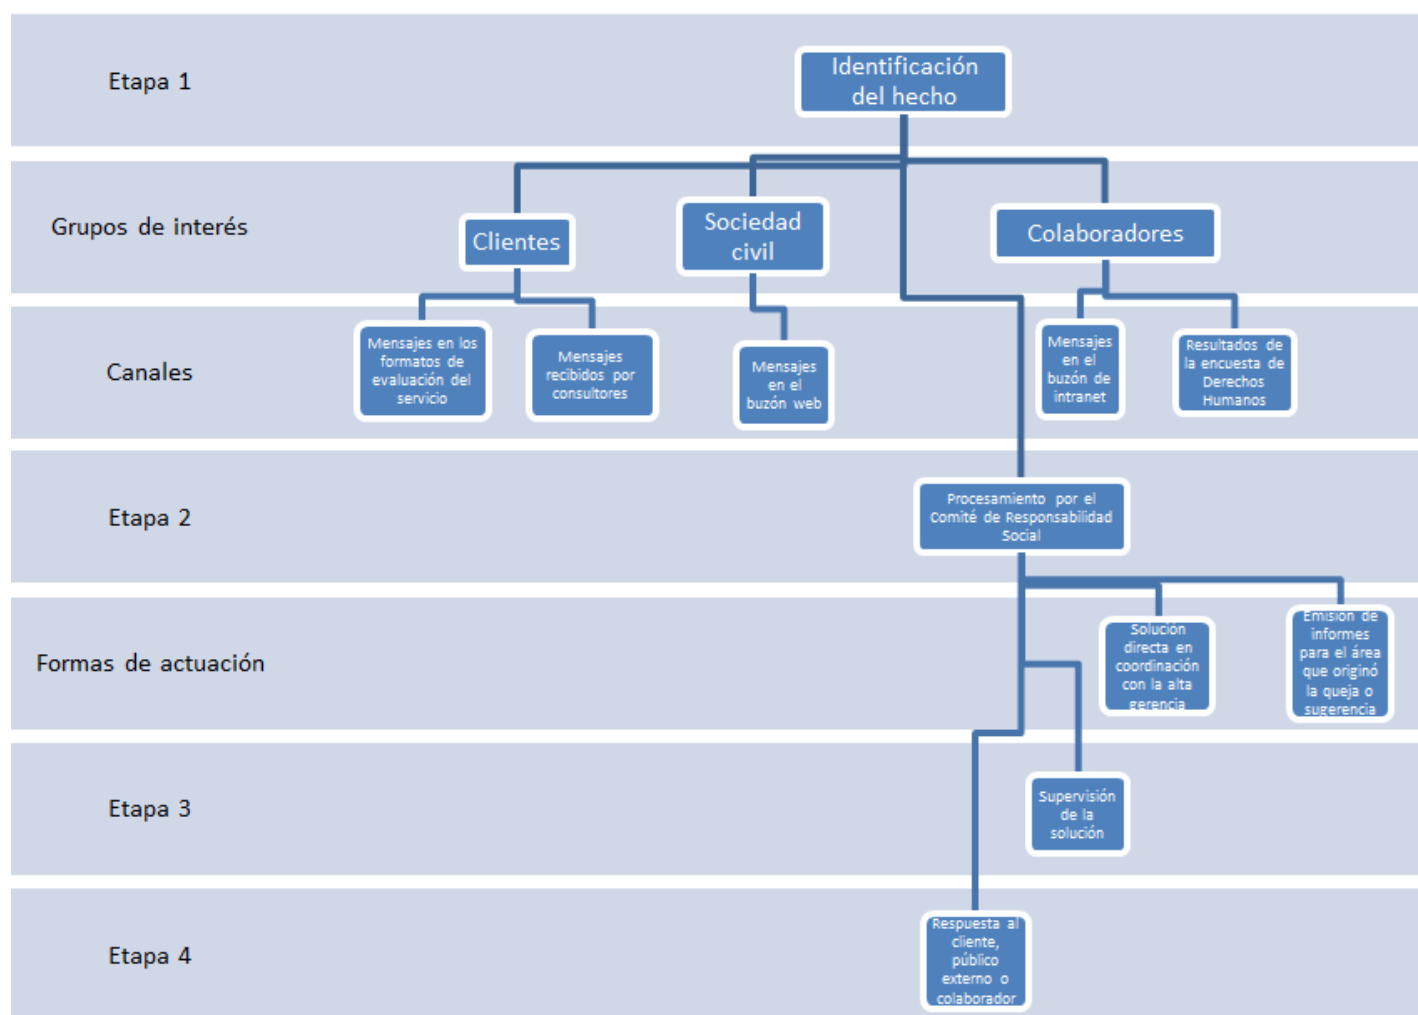 Etapa 1
Identificación
del hecho
Grupos de interés
Clientes
Sociedad
civil
Colaboradores
Canales
Mensajes en los
formatos de
evaluación del
servicio
Mensajes
recibidos por
consultores
Mensajes
en el
buzón web
Mensajes
en el
buzón de
intranet
Resultados de
la encuesta de
Derechos
Humanos
Etapa 2
Procesamiento por el
Comité de Responsabilidad
Social
Formas de actuación
Solución
directa en
coordinación
con la alta
gerencia
Emisión de
informes
para el área
que originó
la queja o
sugerencia
Etapa 3
Supervisión
de la
solución
Etapa 4
Respuesta al
cliente,
público
externo o
colaborador